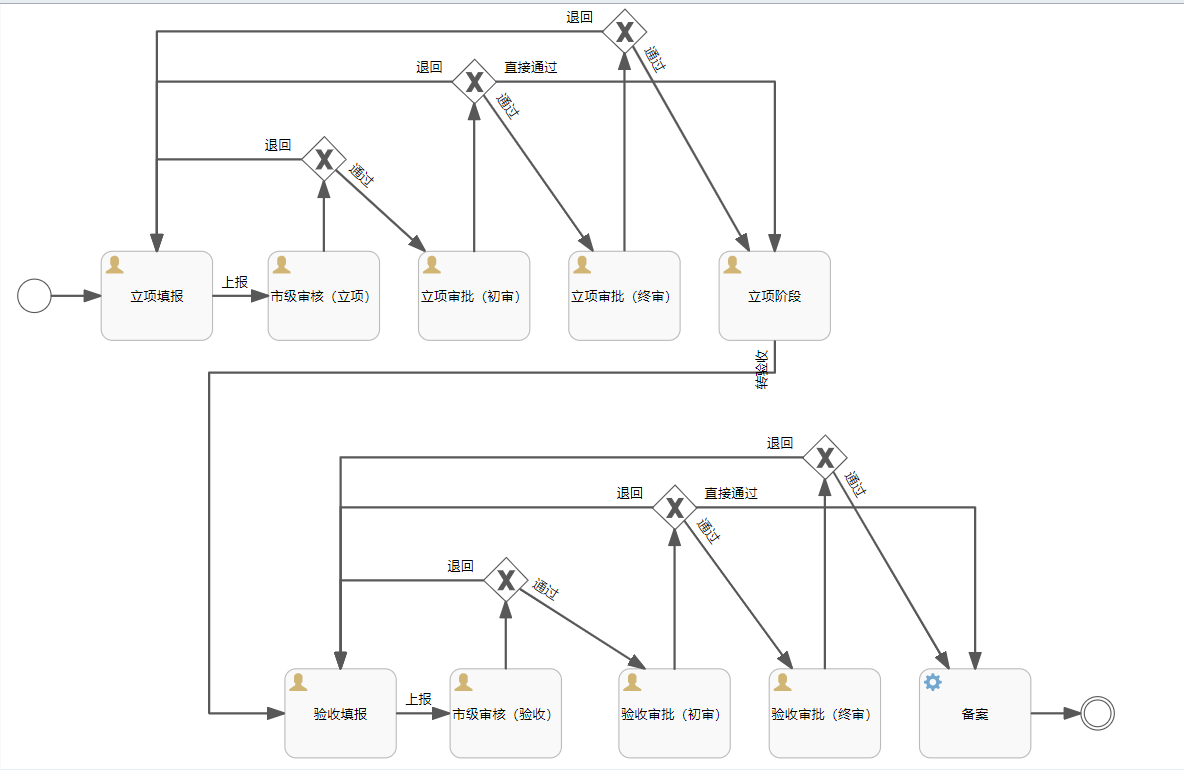 退回
通过
退回
直接通过
通过
退回
通过
立项填报
上报
市级审核（立项）
立项审批（初审）
立项审批（终审）
立项阶段
转验收
退回
通过
退回
直接通过
通过
退回
通过
验收填报
上报
市级审核（验收）
验收审批（初审）
验收审批（终审）
备案